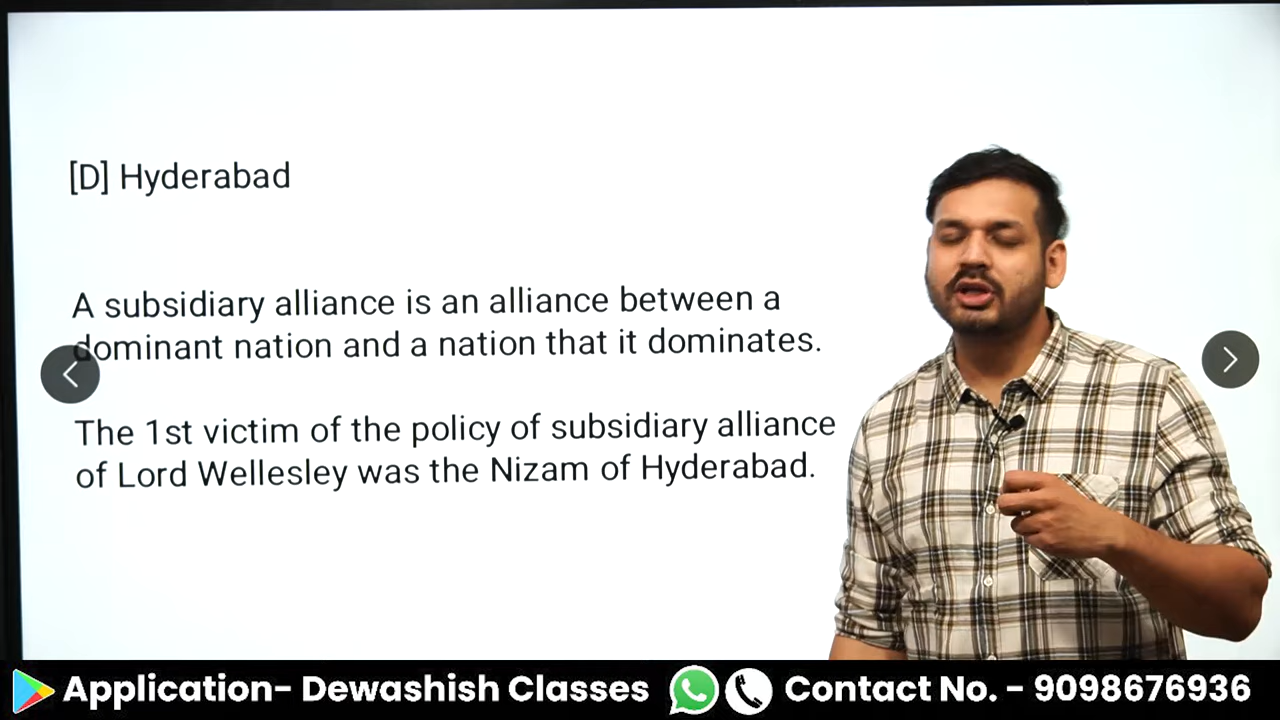 [D] Hyderabad
A subsidiary alliance is an alliance between a
dominant nation and a nation that it dominates.
The 1st victim of the policy of subsidiary alliance
of Lord Wellesley was the Nizam of Hyderabad.
Application- Dewashish Classes Contact No. - 9098676936